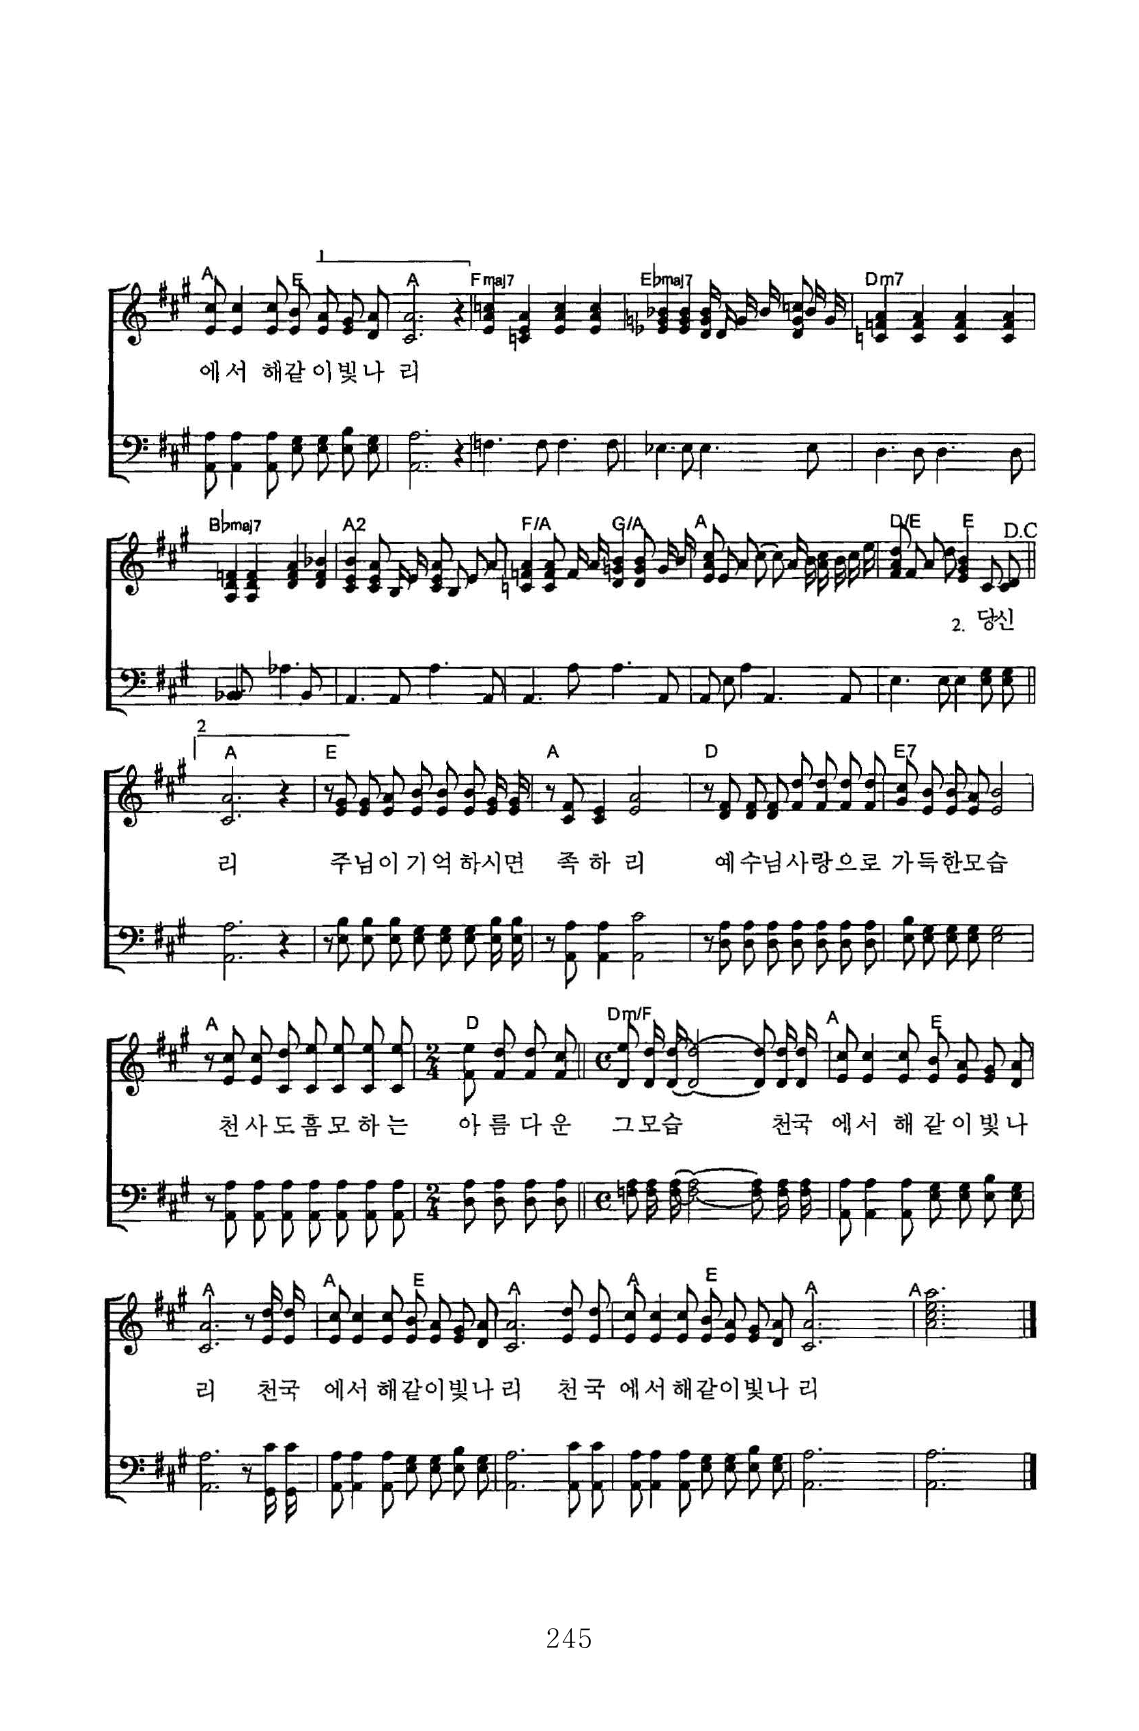 1
A E A Fmaj7 E♭maj7 Dm7
에서 해같이빛나 리
B♭maj7 A2 F/A G/A A D/E E D.C
2. 당신
2
A E A D E7
리 주님이기억하시면 족하리 예수님사랑으로 가득한모습
A D Dm/F A E
천사도흠모하는 아름다운 그모습 천국 에서 해같이빛나
A A E A A E A A
리 천국 에서해같이빛나리 천국 에서해같이빛나 리
245